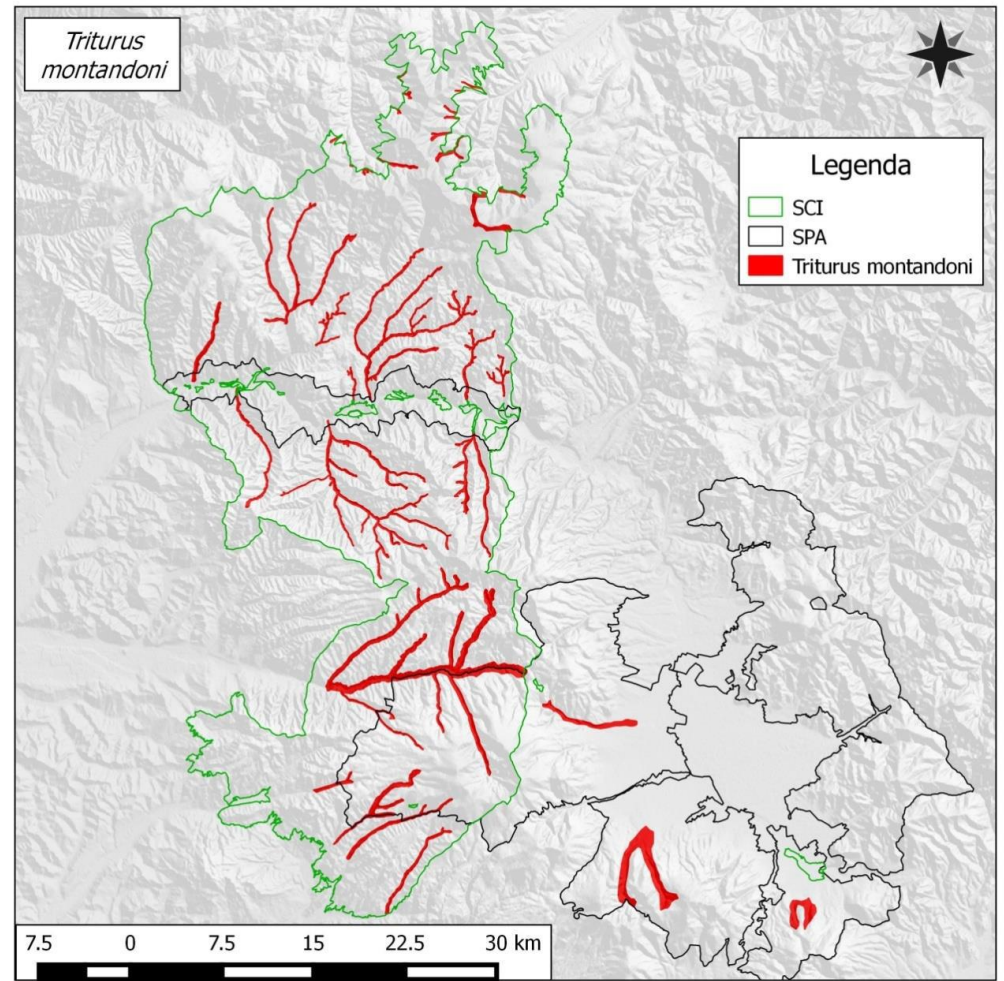 Triturus
montandoni
Legenda
SCI
SPA
Triturus montandoni
7.5 0 7.5 15 22.5 30 km